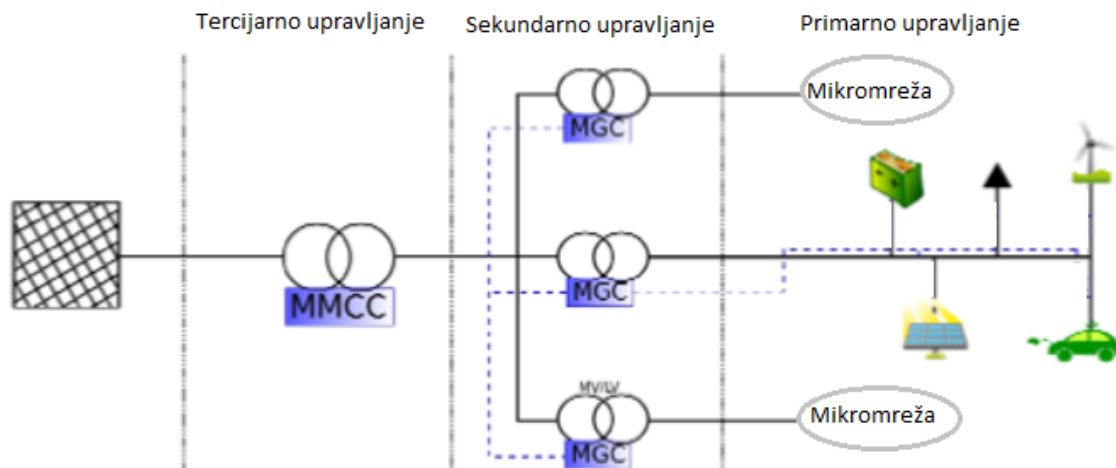 Tercijarno upravljanje
Sekundarno upravljanje
Primarno upravljanje
Mikromreža
MGC
MMCC
MGC
MV/LV
Mikromreža
MGC